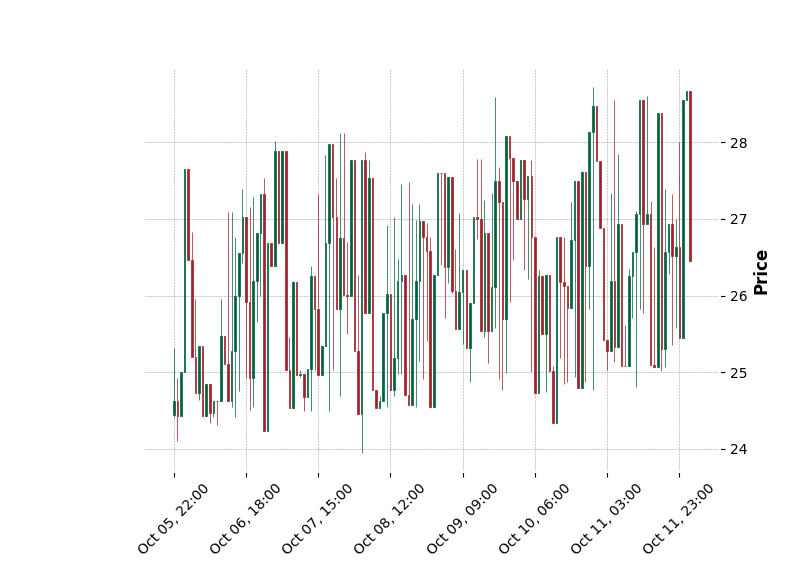 28
27
26
25
24
Price
Oct 05, 22:00
Oct 06, 18:00
Oct 07, 15:00
Oct 08, 12:00
Oct 09, 09:00
Oct 10, 06:00
Oct 11, 03:00
Oct 11, 23:00